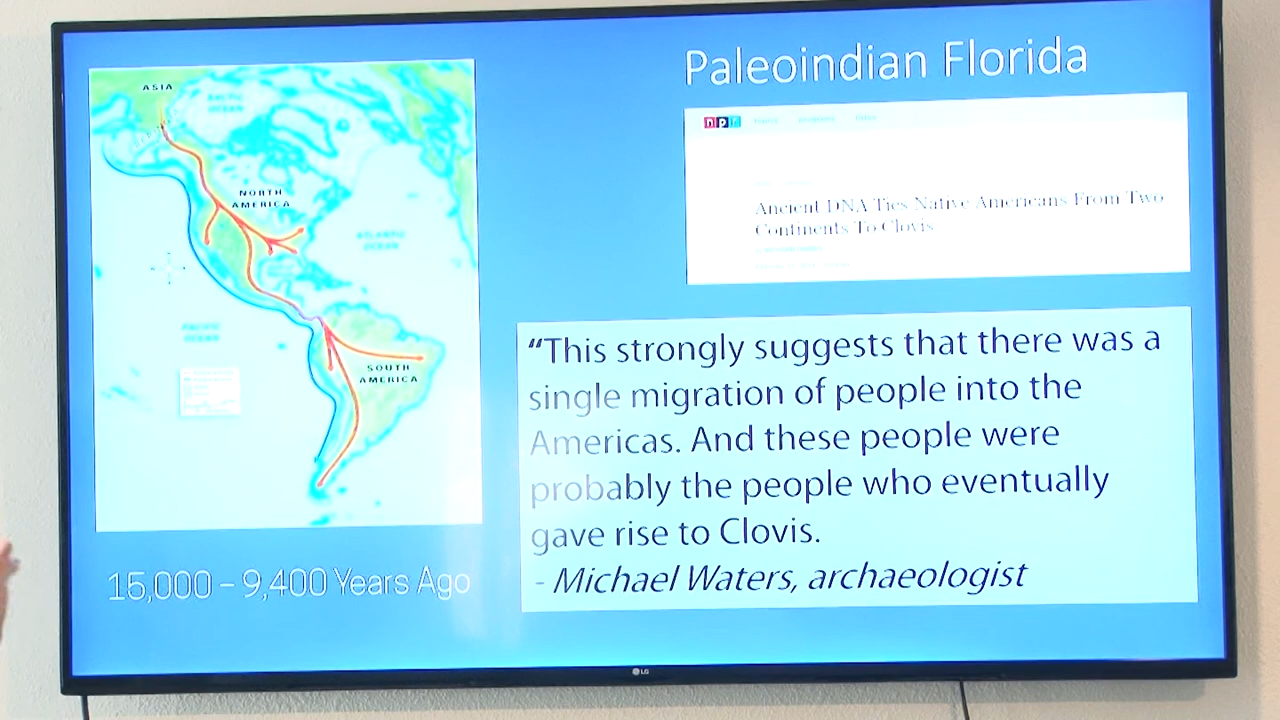 Paleoindian Florida
ASIA
ARCTIC
OCEAN
NORTH
AMERICA
ATLANTIC
OCEAN
PACIFIC
OCEAN
SOUTH
AMERICA
15,000 – 9,400 Years Ago
npr
Ancient DNA Ties Native Americans From Two
Continents To Clovis
“This strongly suggests that there was a
single migration of people into the
Americas. And these people were
probably the people who eventually
gave rise to Clovis.
- Michael Waters, archaeologist
LG